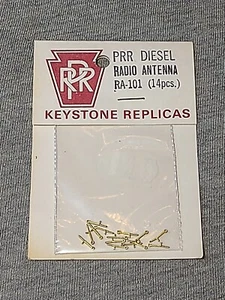 PRR
PRR DIESEL
RADIO ANTENNA
RA-101 (14pcs.)
KEYSTONE REPLICAS